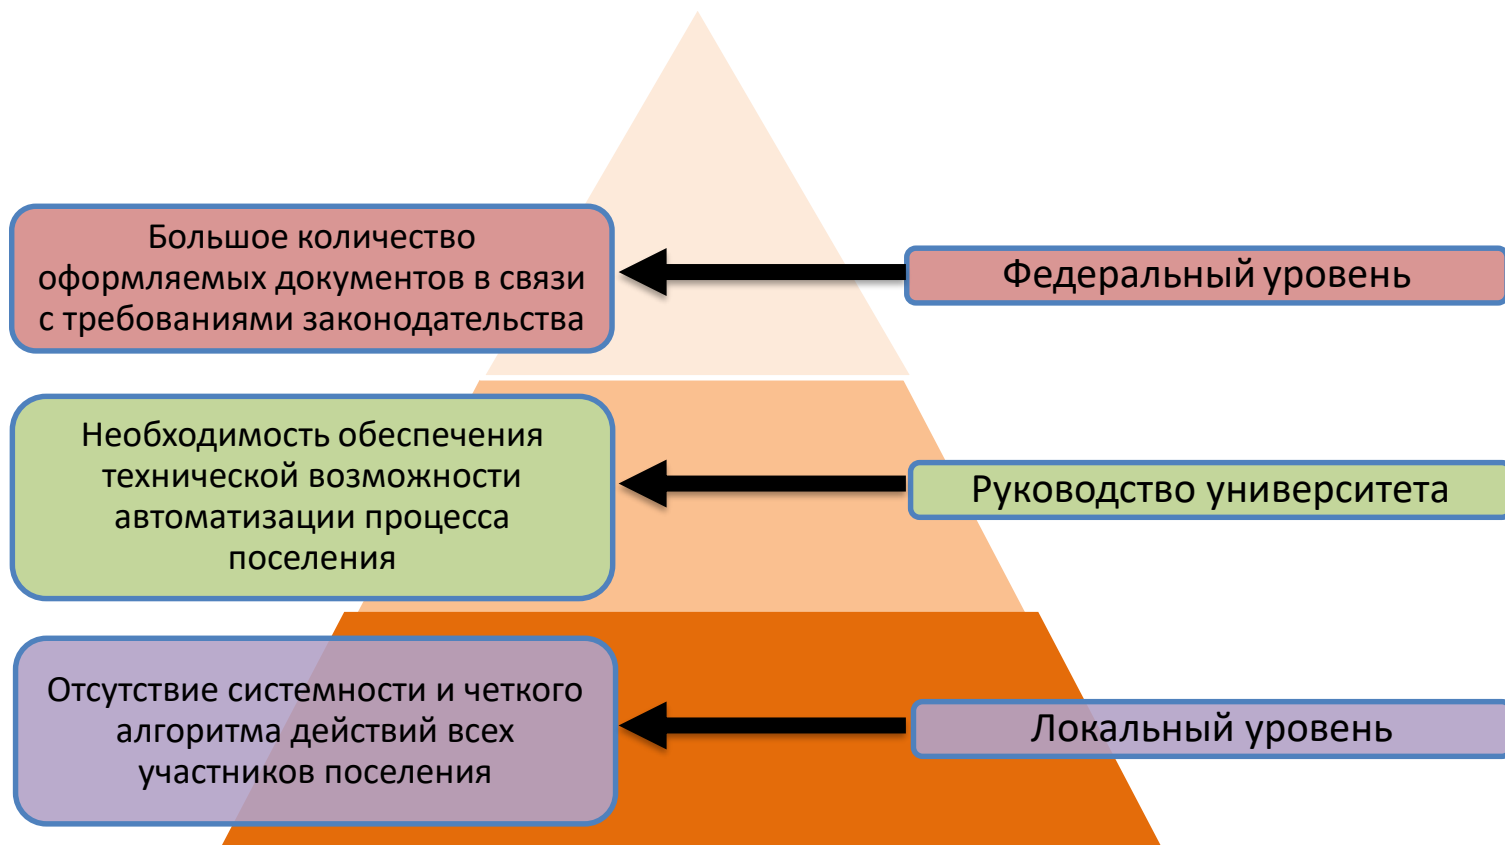 Большое количество
оформляемых документов в связи
с требованиями законодательства
Федеральный уровень
Необходимость обеспечения
технической возможности
автоматизации процесса
поселения
Руководство университета
Отсутствие системности и четкого
алгоритма действий всех
участников поселения
Локальный уровень